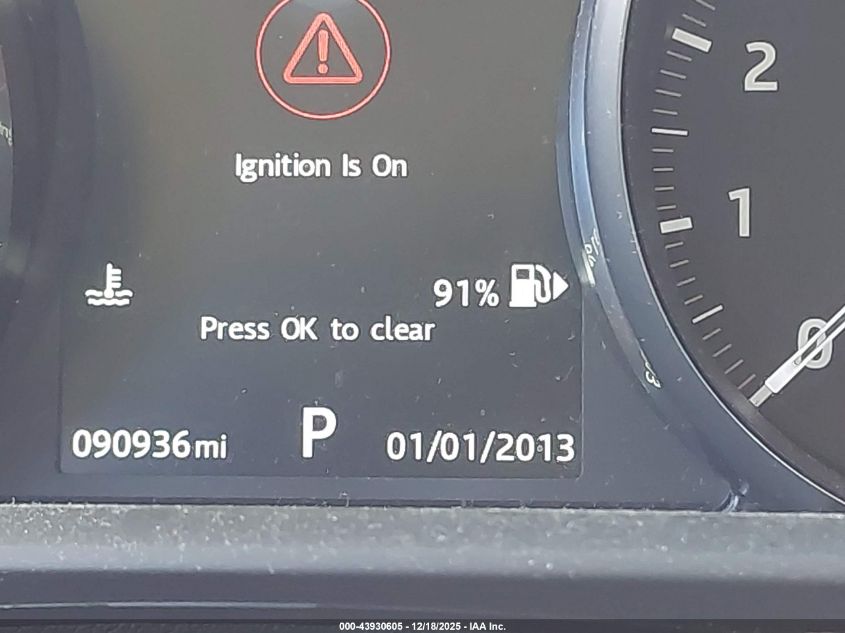 2
Ignition Is On
1
91%
Press OK to clear
0
090936mi P 01/01/2013
000-43930605 - 12/18/2025 - IAA Inc.